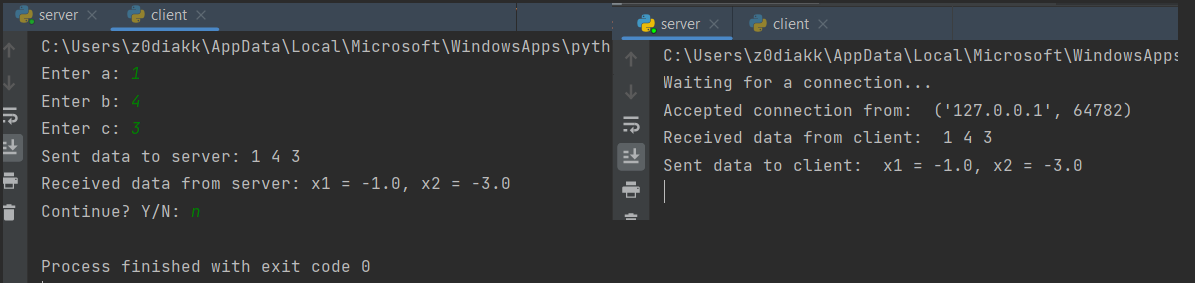 server
client
C:\Users\z0diakk\AppData\Local\Microsoft\WindowsApps\pyth
Enter a: 1
Enter b: 4
Enter c: 3
Sent data to server: 1 4 3
Received data from server: x1 = -1.0, x2 = -3.0
Continue? Y/N: n
Process finished with exit code 0
server
client
C:\Users\z0diakk\AppData\Local\Microsoft\WindowsApps
Waiting for a connection...
Accepted connection from:  ('127.0.0.1', 64782)
Received data from client:  1 4 3
Sent data to client:  x1 = -1.0, x2 = -3.0